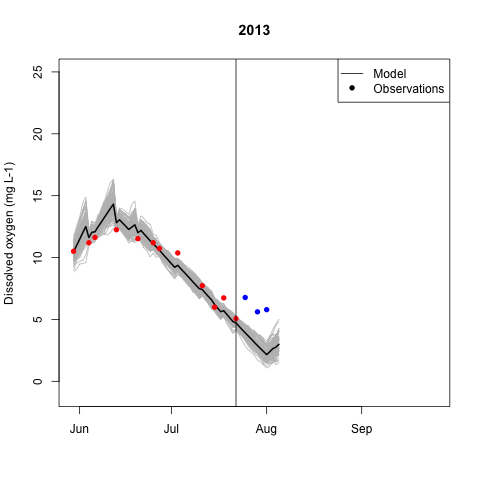 2013
Model
Observations
Dissolved oxygen (mg L-1)
25
20
15
10
5
0
Jun
Jul
Aug
Sep